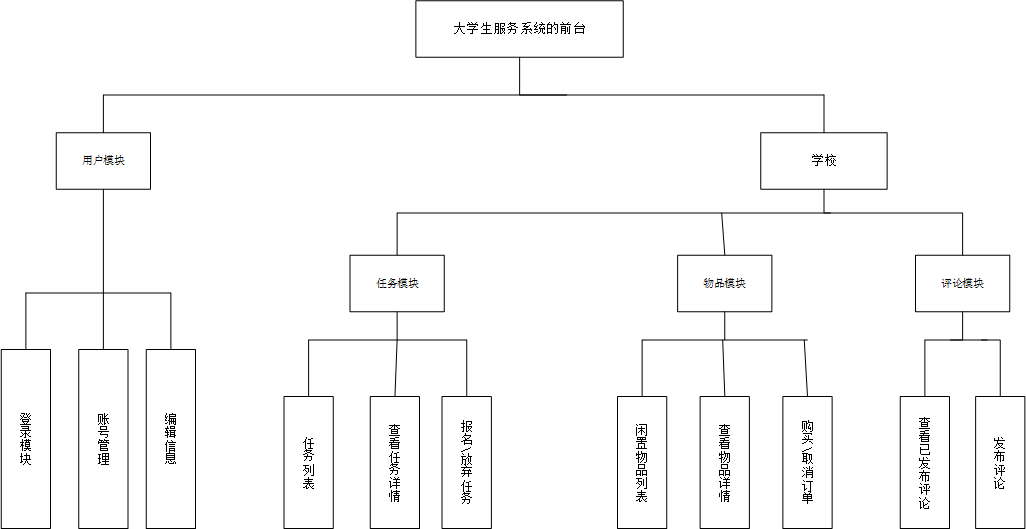 大学生服务系统的前台
用户模块
学校
任务模块
物品模块
评论模块
登录模块
账号管理
编辑信息
任务列表
查看任务详情
报名/放弃任务
闲置物品列表
查看物品详情
购买/取消订单
查看已发布评论
发布评论